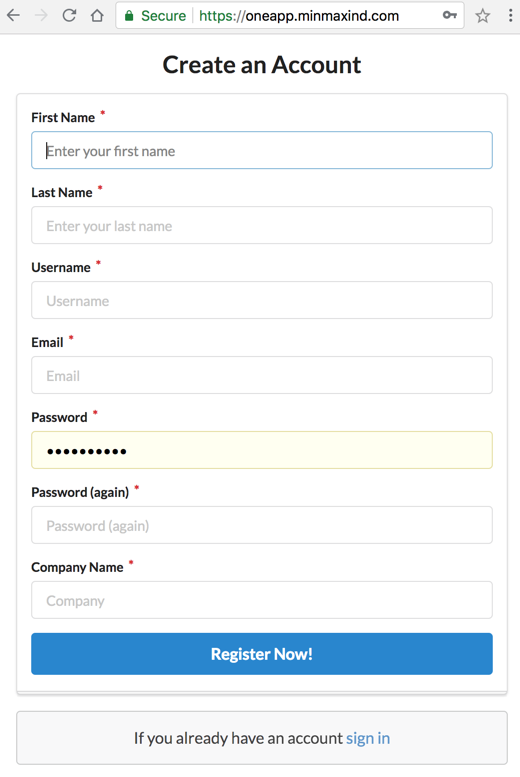 Secure https://oneapp.minmaxind.com
Create an Account
First Name *
Enter your first name
Last Name *
Enter your last name
Username *
Username
Email *
Email
Password *
••••••••••
Password (again) *
Password (again)
Company Name *
Company
Register Now!
If you already have an account sign in